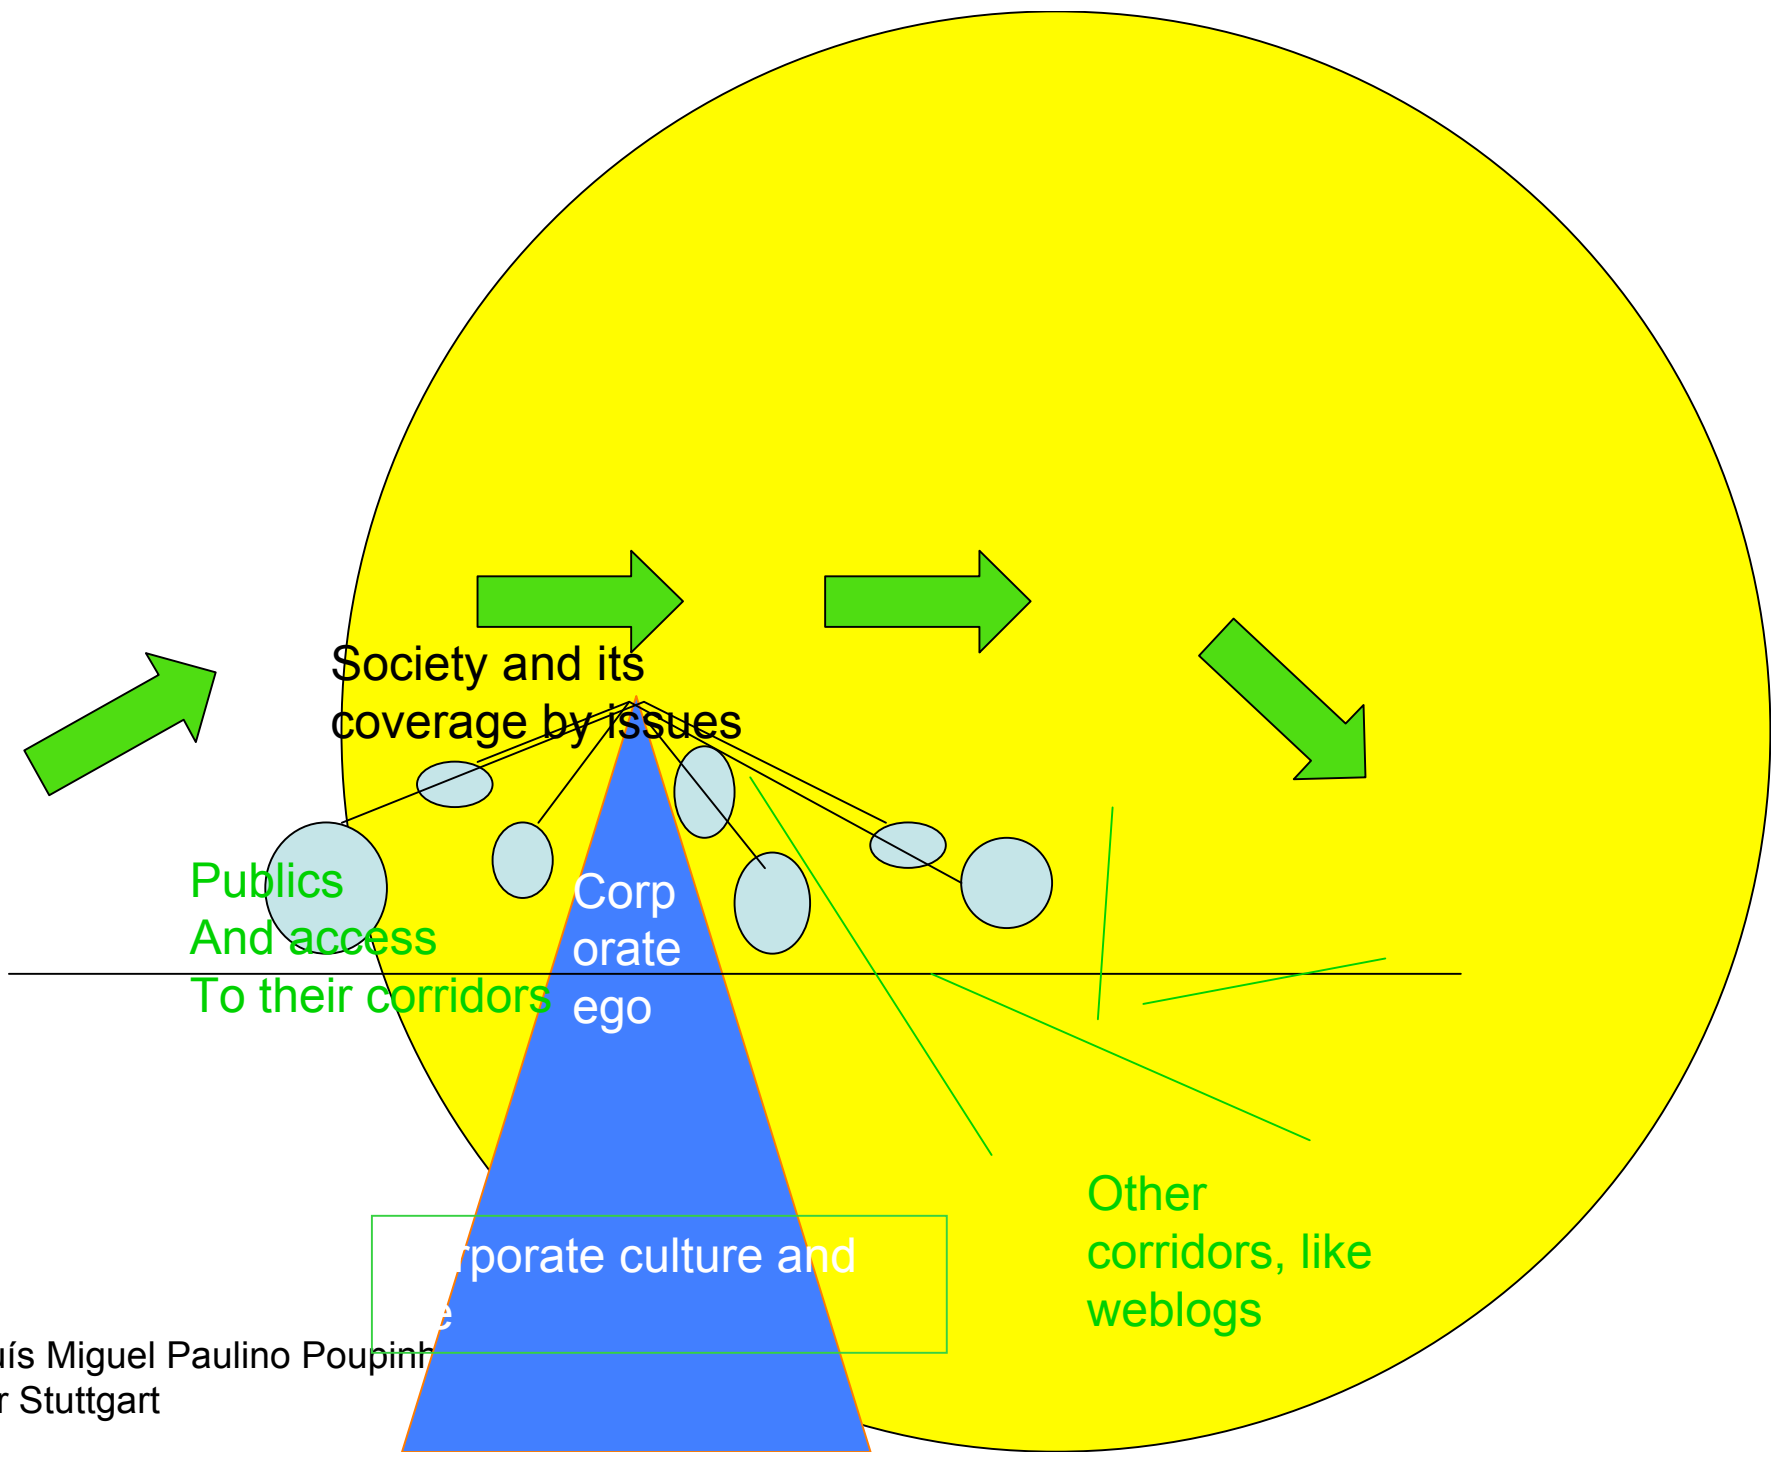 Society and its
coverage by issues
Publics
And access
To their corridors
Corp
orate
ego
Other
corridors, like
weblogs
rporate culture and
e
ís Miguel Paulino Poupinh
r Stuttgart